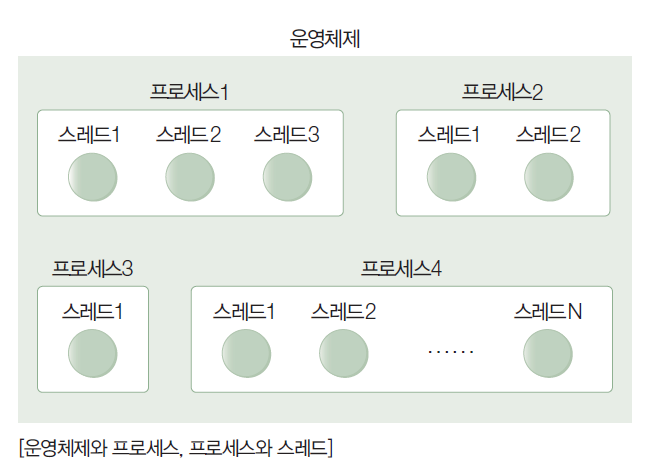 운영체제
프로세스1 프로세스2
스레드1 스레드2 스레드3 스레드1 스레드2
프로세스3 프로세스4
스레드1 스레드1 스레드2 스레드N
······
[운영체제와 프로세스, 프로세스와 스레드]